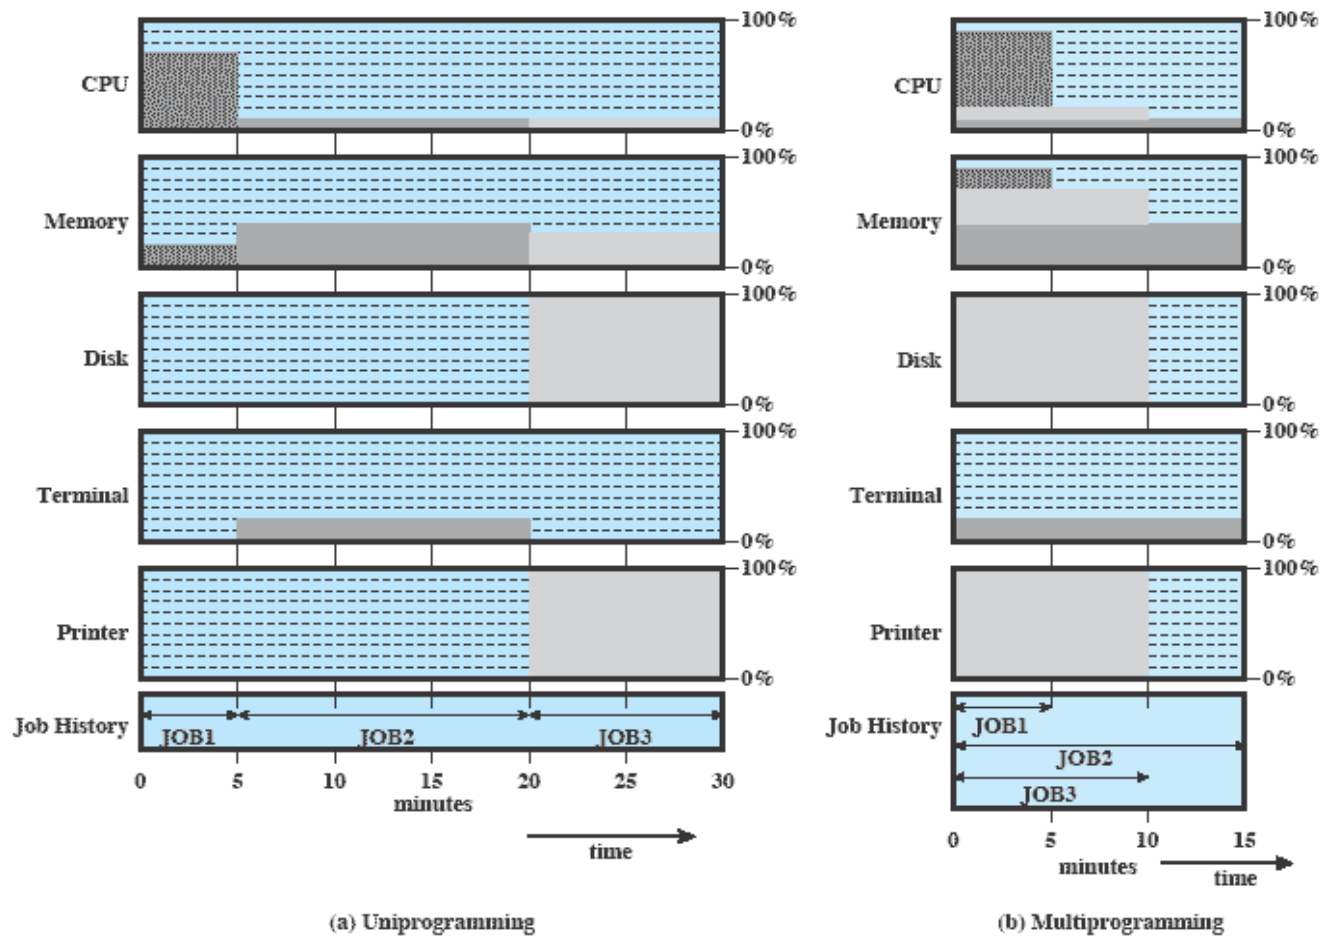 100%
CPU
0%
100%
Memory
0%
100%
Disk
0%
100%
Terminal
0%
100%
Printer
0%
Job History
JOB1 JOB2 JOB3
0 5 10 15 20 25 30
minutes
time
(a) Uniprogramming
100%
CPU
0%
100%
Memory
0%
100%
Disk
0%
100%
Terminal
0%
100%
Printer
0%
Job History
JOB1
JOB2
JOB3
0 5 10 15
minutes
time
(b) Multiprogramming